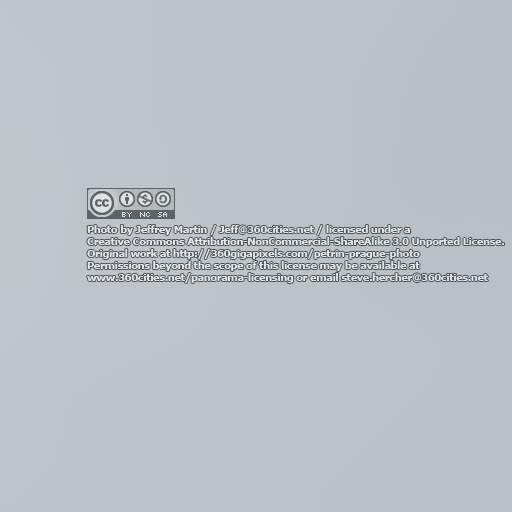 cc BY NC SA
Photo by Jeffrey Martin / Jeff@360cities.net / licensed under a
Creative Commons Attribution-NonCommercial-ShareAlike 3.0 Unported License.
Original work at http://360gigapixels.com/petrin-prague-photo
Permissions beyond the scope of this license may be available at
www.360cities.net/panorama-licensing or email steve.hercher@360cities.net